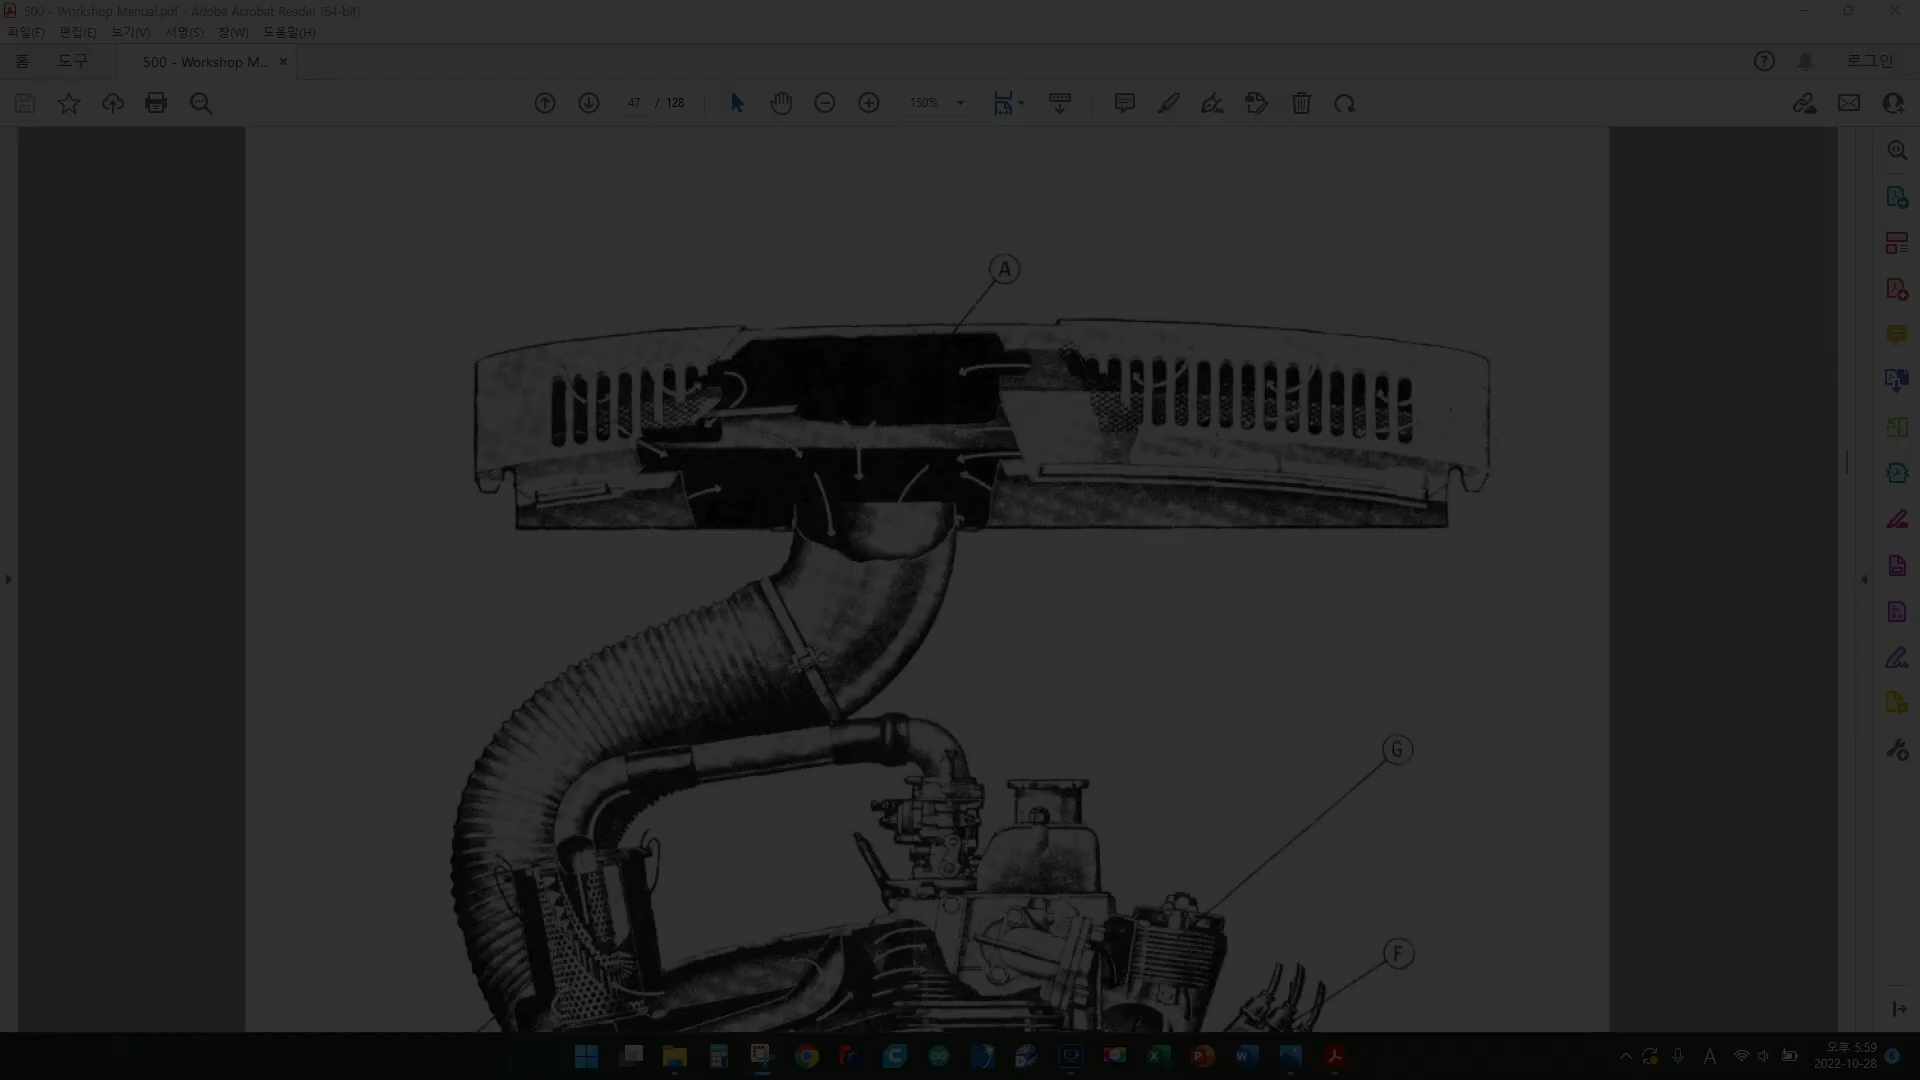 500 - Workshop Manual.pdf - Adobe Acrobat Reader (64-bit)
파일(F) 편집(E) 보기(V) 서명(S) 창(W) 도움말(H)
홈 도구 500 - Workshop M... × 로그인
47 / 128 150%
A
G
F
A 오후 5:59
2022-10-28